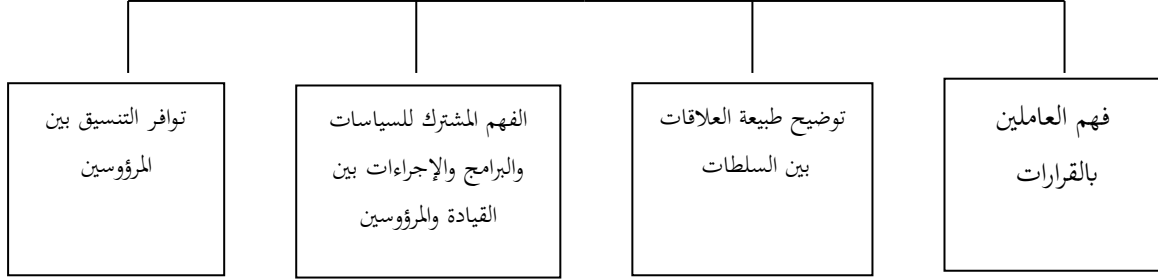 فهم العاملين
بالقرارات
توضيح طبيعة العلاقات
بين السلطات
الفهم المشترك للسياسات
والبرامج والإجراءات بين
القيادة والمرؤوسين
توافر التنسيق بين
المرؤوسين